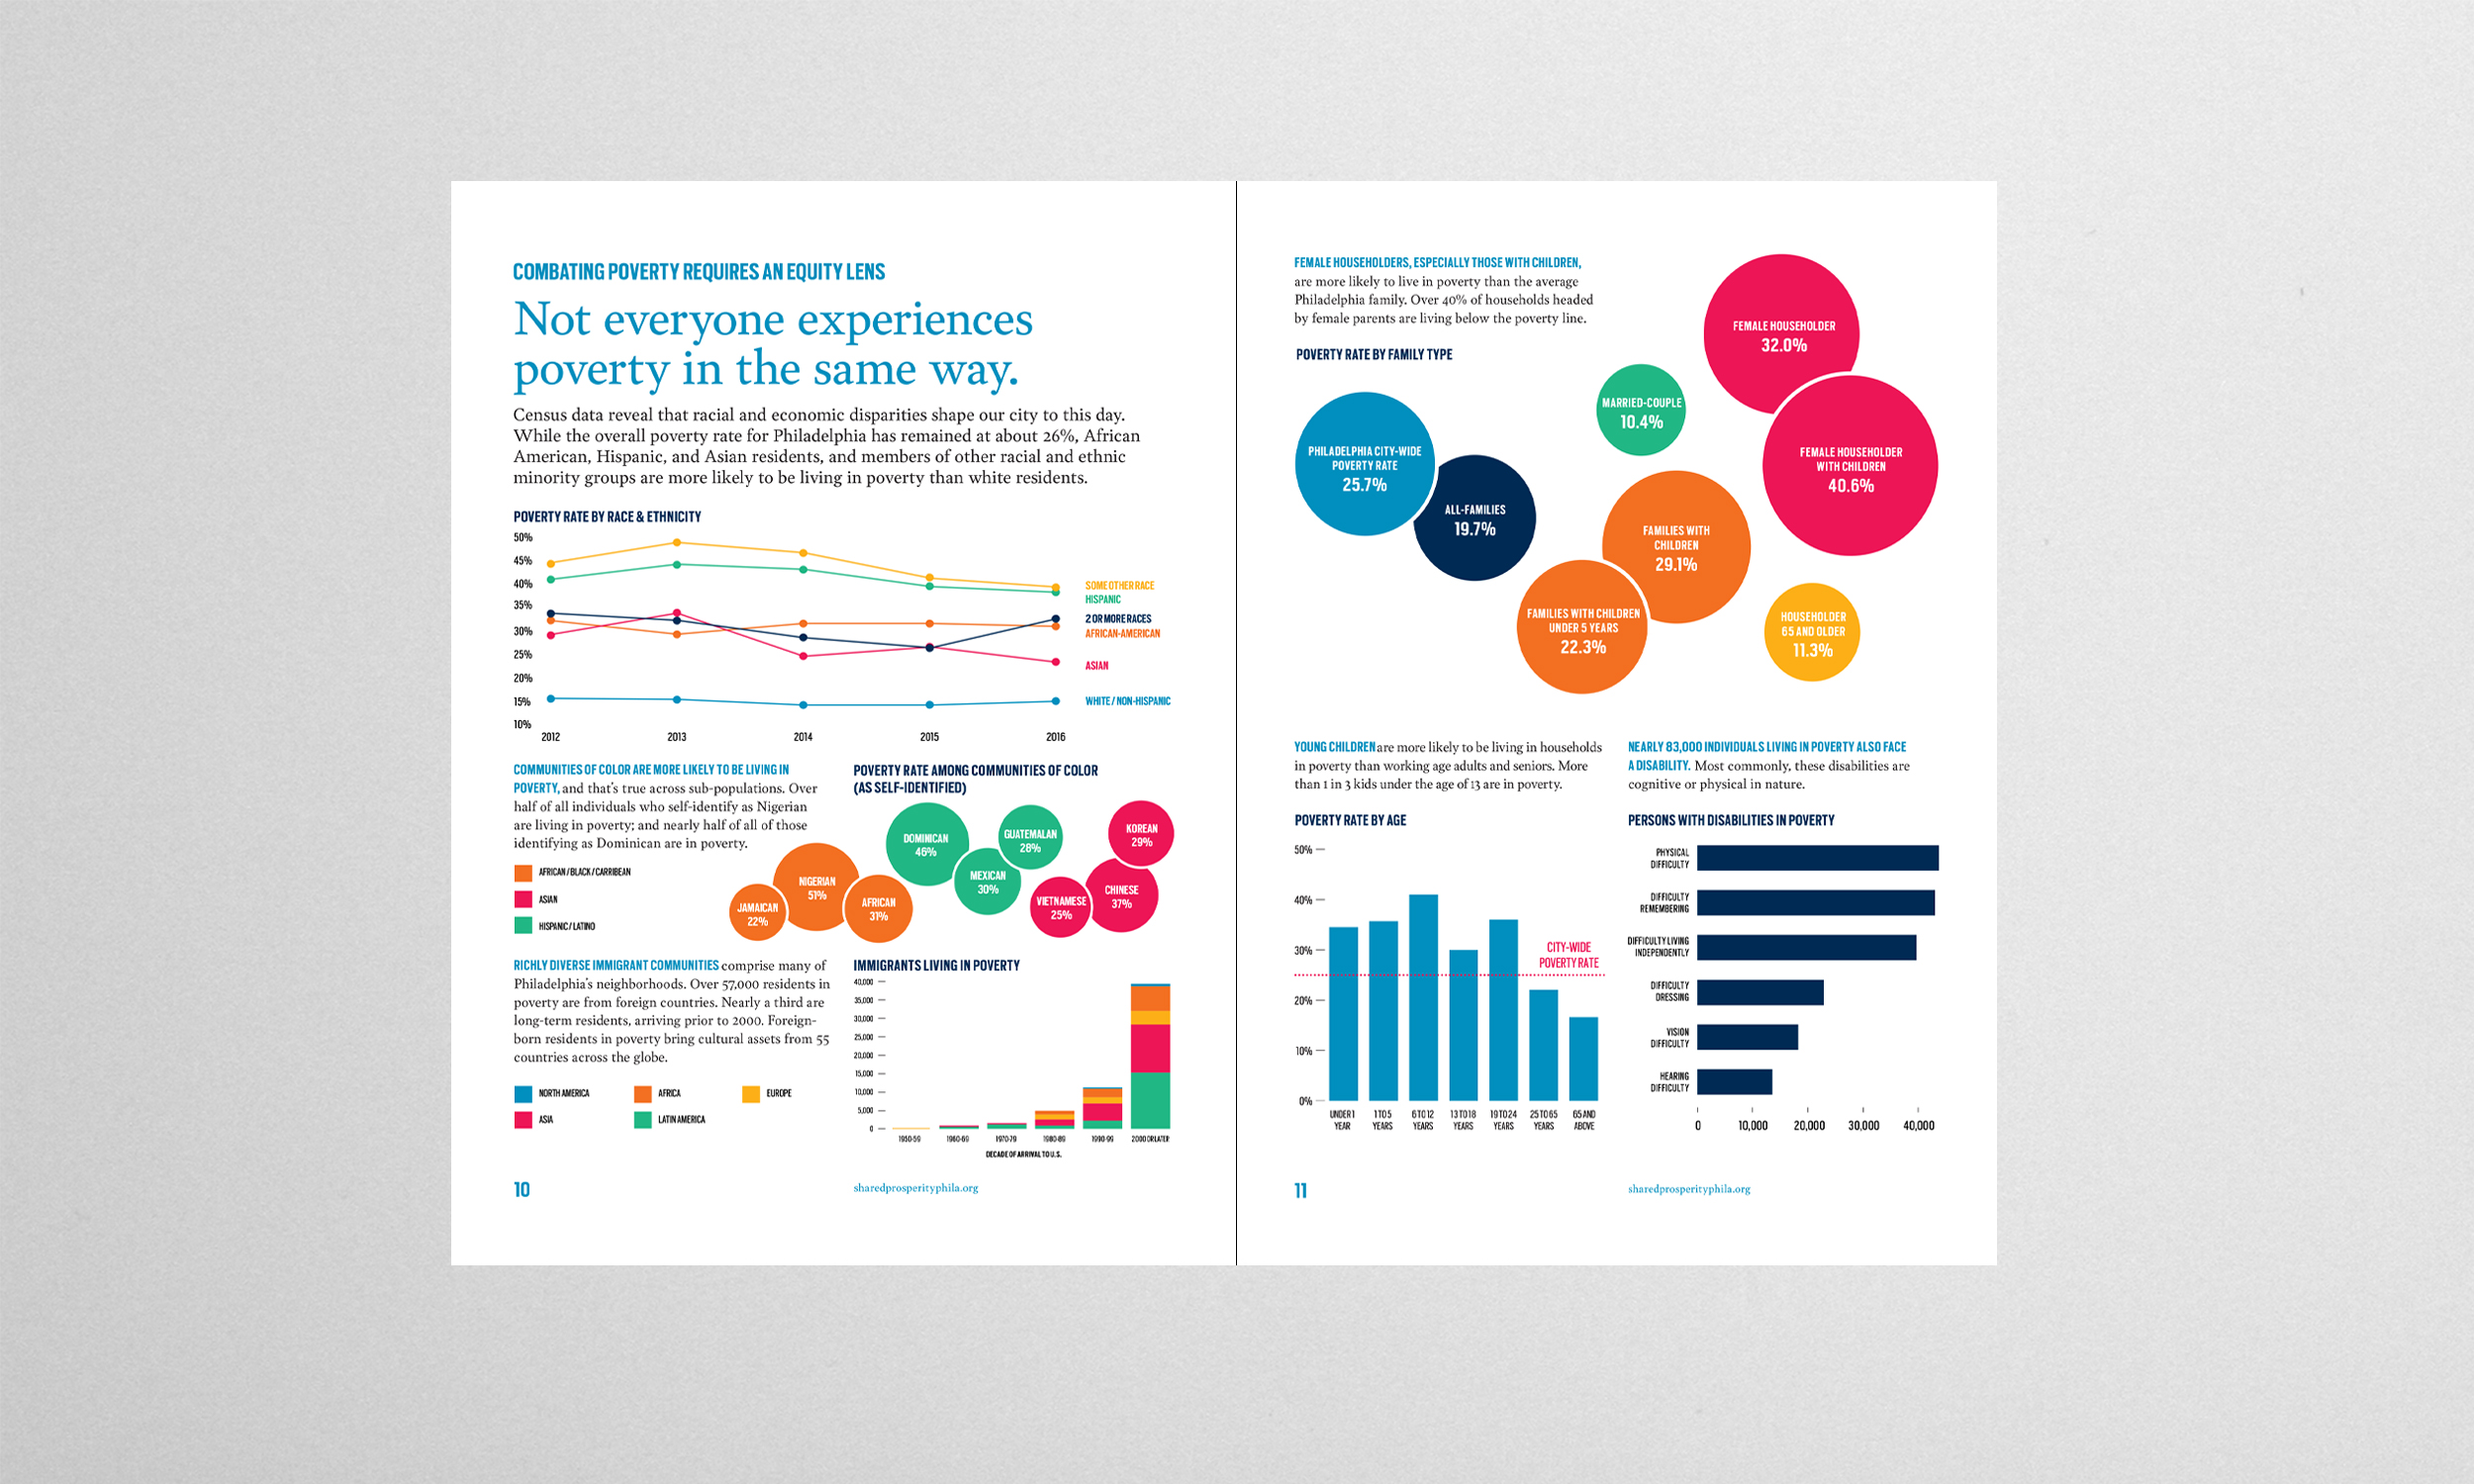 COMBATING POVERTY REQUIRES AN EQUITY LENS
Not everyone experiences
poverty in the same way.
Census data reveal that racial and economic disparities shape our city to this day.
While the overall poverty rate for Philadelphia has remained at about 26%, African
American, Hispanic, and Asian residents, and members of other racial and ethnic
minority groups are more likely to be living in poverty than white residents.
POVERTY RATE BY RACE & ETHNICITY
50%
45%
40%
35%
30%
25%
20%
15%
10%
2012 2013 2014 2015 2016
SOME OTHER RACE
HISPANIC
2 OR MORE RACES
AFRICAN-AMERICAN
ASIAN
WHITE / NON-HISPANIC
COMMUNITIES OF COLOR ARE MORE LIKELY TO BE LIVING IN
POVERTY, and that's true across sub-populations. Over
half of all individuals who self-identify as Nigerian
are living in poverty; and nearly half of all of those
identifying as Dominican are in poverty.
AFRICAN / BLACK / CARRIBEAN
ASIAN
HISPANIC / LATINO
POVERTY RATE AMONG COMMUNITIES OF COLOR
(AS SELF-IDENTIFIED)
JAMAICAN
22%
NIGERIAN
51%
AFRICAN
31%
DOMINICAN
46%
MEXICAN
30%
GUATEMALAN
28%
VIETNAMESE
25%
CHINESE
37%
KOREAN
29%
RICHLY DIVERSE IMMIGRANT COMMUNITIES comprise many of
Philadelphia's neighborhoods. Over 57,000 residents in
poverty are from foreign countries. Nearly a third are
long-term residents, arriving prior to 2000. Foreign-
born residents in poverty bring cultural assets from 55
countries across the globe.
NORTH AMERICA
AFRICA
EUROPE
ASIA
LATIN AMERICA
IMMIGRANTS LIVING IN POVERTY
40,000
35,000
30,000
25,000
20,000
15,000
10,000
5,000
0
1950-59 1960-69 1970-79 1980-89 1990-99 2000 OR LATER
DECADE OF ARRIVAL TO U.S.
10
sharedprosperityphila.org
FEMALE HOUSEHOLDERS, ESPECIALLY THOSE WITH CHILDREN,
are more likely to live in poverty than the average
Philadelphia family. Over 40% of households headed
by female parents are living below the poverty line.
POVERTY RATE BY FAMILY TYPE
PHILADELPHIA CITY-WIDE
POVERTY RATE
25.7%
ALL-FAMILIES
19.7%
MARRIED-COUPLE
10.4%
FEMALE HOUSEHOLDER
32.0%
FEMALE HOUSEHOLDER
WITH CHILDREN
40.6%
FAMILIES WITH
CHILDREN
29.1%
FAMILIES WITH CHILDREN
UNDER 5 YEARS
22.3%
HOUSEHOLDER
65 AND OLDER
11.3%
YOUNG CHILDREN are more likely to be living in households
in poverty than working age adults and seniors. More
than 1 in 3 kids under the age of 13 are in poverty.
POVERTY RATE BY AGE
50%
40%
30%
20%
10%
0%
CITY-WIDE
POVERTY RATE
UNDER 1
YEAR
1 TO 5
YEARS
6 TO 12
YEARS
13 TO 18
YEARS
19 TO 24
YEARS
25 TO 65
YEARS
65 AND
ABOVE
NEARLY 83,000 INDIVIDUALS LIVING IN POVERTY ALSO FACE
A DISABILITY. Most commonly, these disabilities are
cognitive or physical in nature.
PERSONS WITH DISABILITIES IN POVERTY
PHYSICAL
DIFFICULTY
DIFFICULTY
REMEMBERING
DIFFICULTY LIVING
INDEPENDENTLY
DIFFICULTY
DRESSING
VISION
DIFFICULTY
HEARING
DIFFICULTY
0 10,000 20,000 30,000 40,000
11
sharedprosperityphila.org